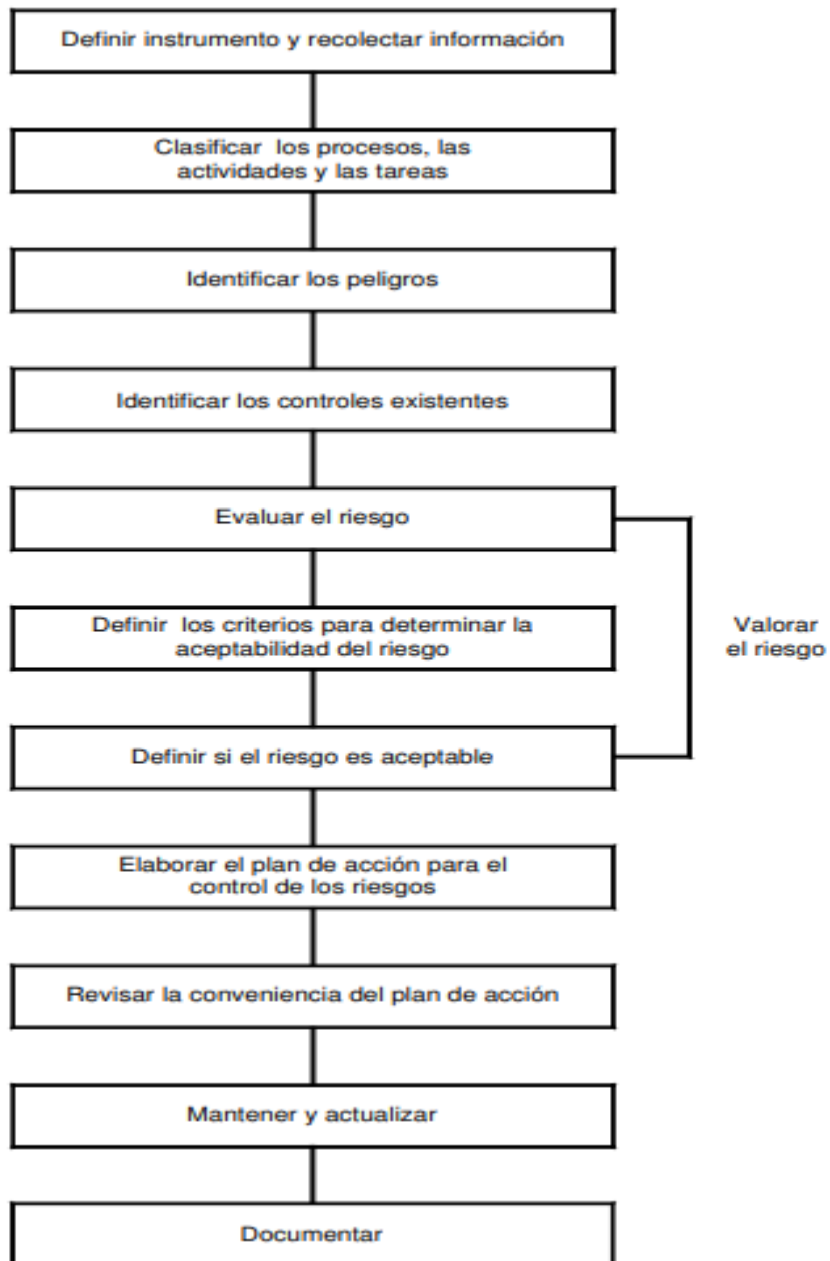 Definir instrumento y recolectar información
Clasificar los procesos, las
actividades y las tareas
Identificar los peligros
Identificar los controles existentes
Evaluar el riesgo
Definir los criterios para determinar la
aceptabilidad del riesgo
Valorar
el riesgo
Definir si el riesgo es aceptable
Elaborar el plan de acción para el
control de los riesgos
Revisar la conveniencia del plan de acción
Mantener y actualizar
Documentar